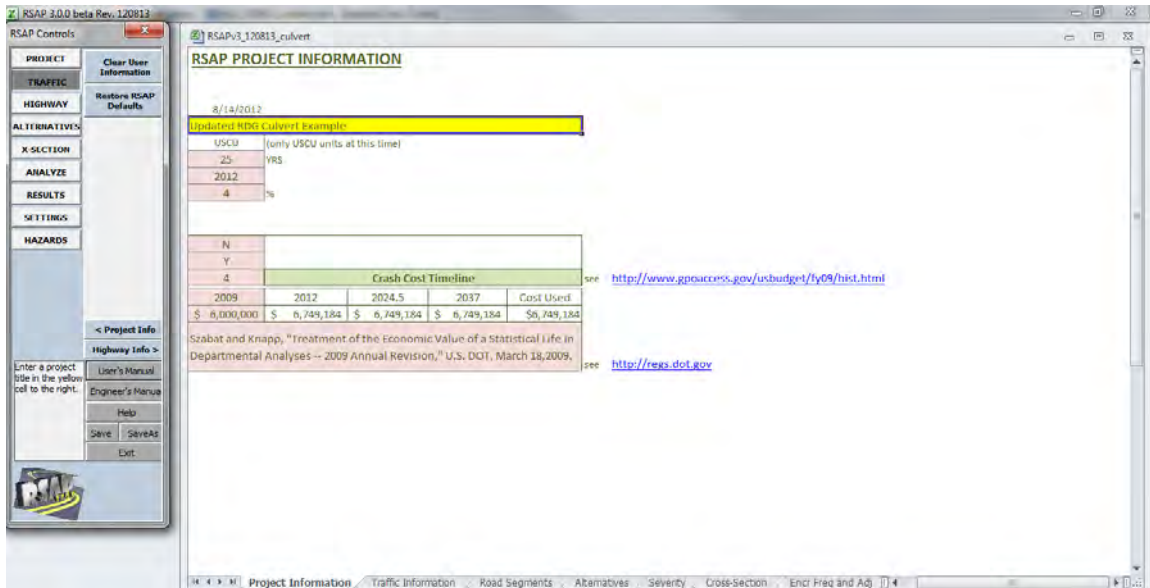 RSAP 3.0.0 beta Rev. 120813
RSAP Controls
PROJECT
TRAFFIC
HIGHWAY
ALTERNATIVES
X-SECTION
ANALYZE
RESULTS
SETTINGS
HAZARDS
Clear User
Information
Restore RSAP
Defaults
< Project Info
Highway Info >
Enter a project
title in the yellow
cell to the right.
User's Manual
Engineer's Manua
Help
Save SaveAs
Exit
RSAP
RSAPv3_120813_culvert
RSAP PROJECT INFORMATION
8/14/2012
Updated RDG Culvert Example
USCU (only USCU units at this time)
25 YRS
2012
4 %
N
Y
4 Crash Cost Timeline see http://www.gpoaccess.gov/usbudget/fy09/hist.html
2009 2012 2024.5 2037 Cost Used
$ 6,000,000 $ 6,749,184 $ 6,749,184 $ 6,749,184 $6,749,184
Szabat and Knapp, "Treatment of the Economic Value of a Statistical Life in
Departmental Analyses -- 2009 Annual Revision," U.S. DOT, March 18,2009.
see http://regs.dot.gov
Project Information Traffic Information Road Segments Alternatives Severity Cross-Section Encr Freq and Adj